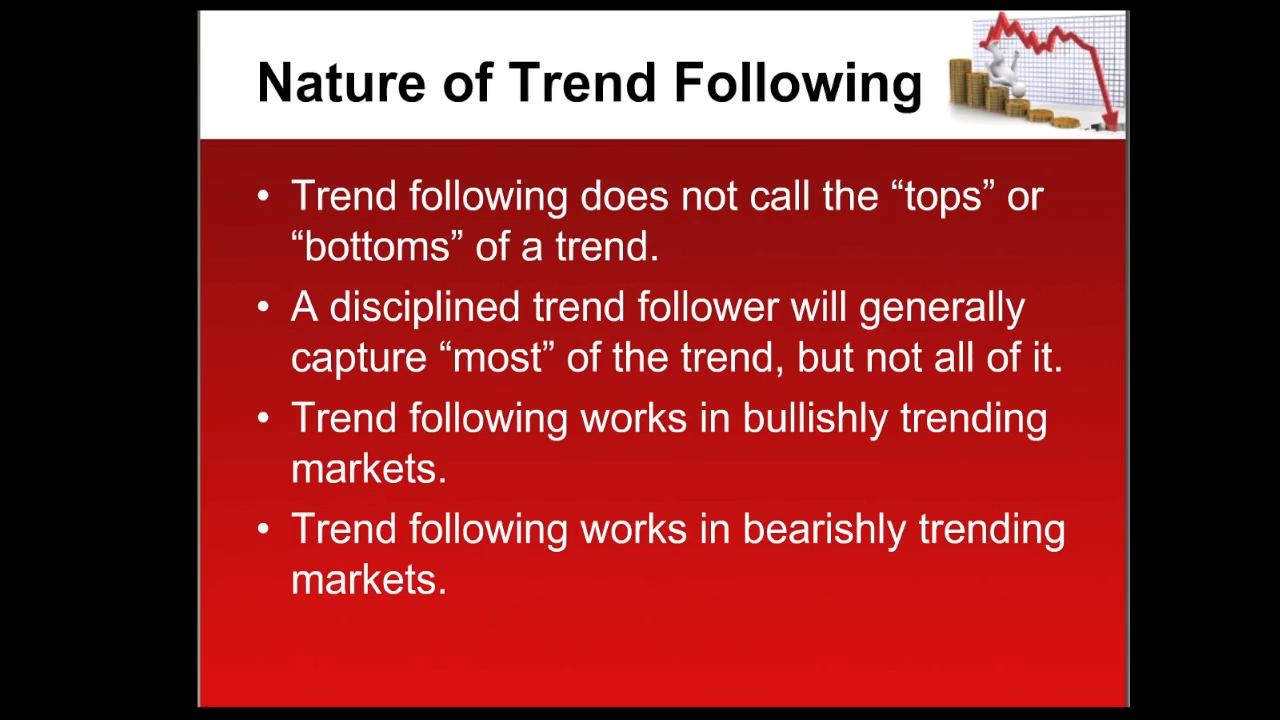 Nature of Trend Following
• Trend following does not call the “tops” or
“bottoms” of a trend.
• A disciplined trend follower will generally
capture “most” of the trend, but not all of it.
• Trend following works in bullishly trending
markets.
• Trend following works in bearishly trending
markets.